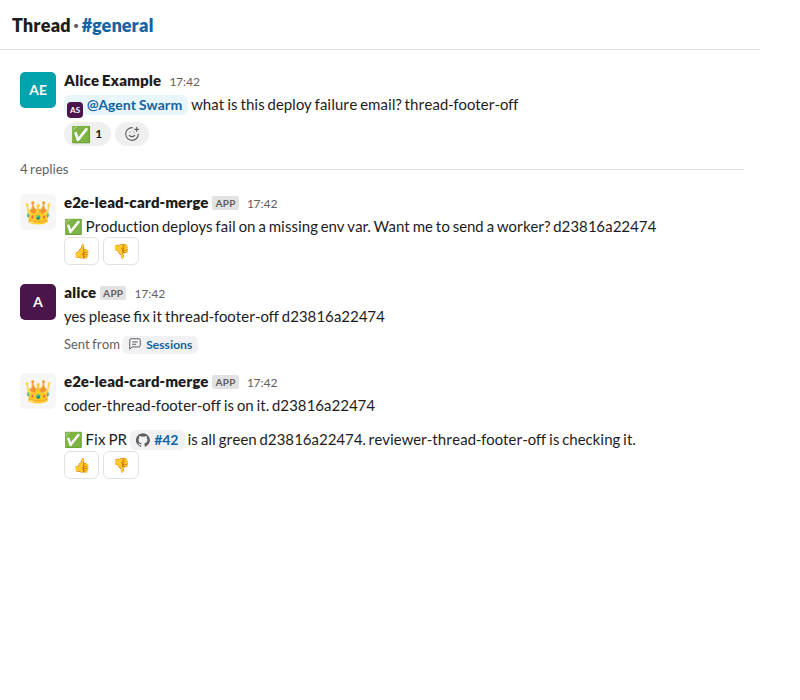 Thread • #general
AE
Alice Example 17:42
AS @Agent Swarm what is this deploy failure email? thread-footer-off
✅ 1
4 replies
e2e-lead-card-merge APP 17:42
✅ Production deploys fail on a missing env var. Want me to send a worker? d23816a22474
👍 👎
A
alice APP 17:42
yes please fix it thread-footer-off d23816a22474
Sent from Sessions
e2e-lead-card-merge APP 17:42
coder-thread-footer-off is on it. d23816a22474
✅ Fix PR #42 is all green d23816a22474. reviewer-thread-footer-off is checking it.
👍 👎